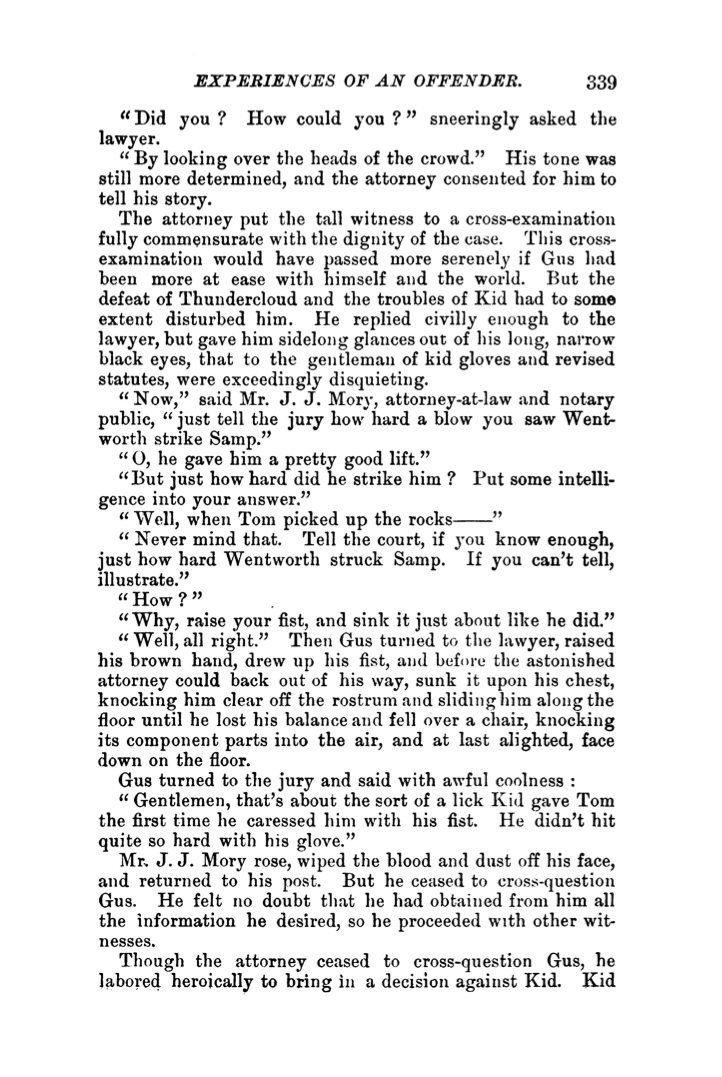 EXPERIENCES OF AN OFFENDER. 339
"Did you ? How could you ?" sneeringly asked the
lawyer.
"By looking over the heads of the crowd." His tone was
still more determined, and the attorney consented for him to
tell his story.
The attorney put the tall witness to a cross-examination
fully commensurate with the dignity of the case. This cross-
examination would have passed more serenely if Gus had
been more at ease with himself and the world. But the
defeat of Thundercloud and the troubles of Kid had to some
extent disturbed him. He replied civilly enough to the
lawyer, but gave him sidelong glances out of his long, narrow
black eyes, that to the gentleman of kid gloves and revised
statutes, were exceedingly disquieting.
"Now," said Mr. J. J. Mory, attorney-at-law and notary
public, "just tell the jury how hard a blow you saw Went-
worth strike Samp."
"O, he gave him a pretty good lift."
"But just how hard did he strike him ? Put some intelli-
gence into your answer."
"Well, when Tom picked up the rocks——"
"Never mind that. Tell the court, if you know enough,
just how hard Wentworth struck Samp. If you can't tell,
illustrate."
"How ?"
"Why, raise your fist, and sink it just about like he did."
"Well, all right." Then Gus turned to the lawyer, raised
his brown hand, drew up his fist, and before the astonished
attorney could back out of his way, sunk it upon his chest,
knocking him clear off the rostrum and sliding him along the
floor until he lost his balance and fell over a chair, knocking
its component parts into the air, and at last alighted, face
down on the floor.
Gus turned to the jury and said with awful coolness :
"Gentlemen, that's about the sort of a lick Kid gave Tom
the first time he caressed him with his fist. He didn't hit
quite so hard with his glove."
Mr. J. J. Mory rose, wiped the blood and dust off his face,
and returned to his post. But he ceased to cross-question
Gus. He felt no doubt that he had obtained from him all
the information he desired, so he proceeded with other wit-
nesses.
Though the attorney ceased to cross-question Gus, he
labored heroically to bring in a decision against Kid. Kid